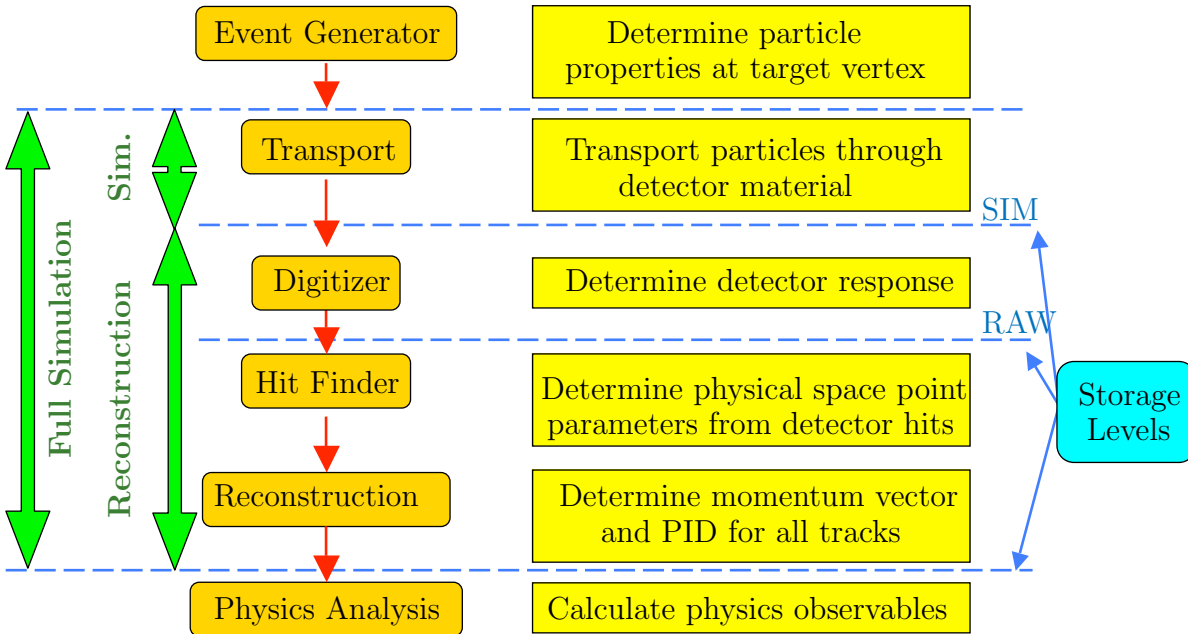 Event Generator
Determine particle
properties at target vertex
Sim.
Transport
Transport particles through
detector material
SIM
Full Simulation
Reconstruction
Digitizer
Determine detector response
RAW
Hit Finder
Determine physical space point
parameters from detector hits
Storage
Levels
Reconstruction
Determine momentum vector
and PID for all tracks
Physics Analysis
Calculate physics observables